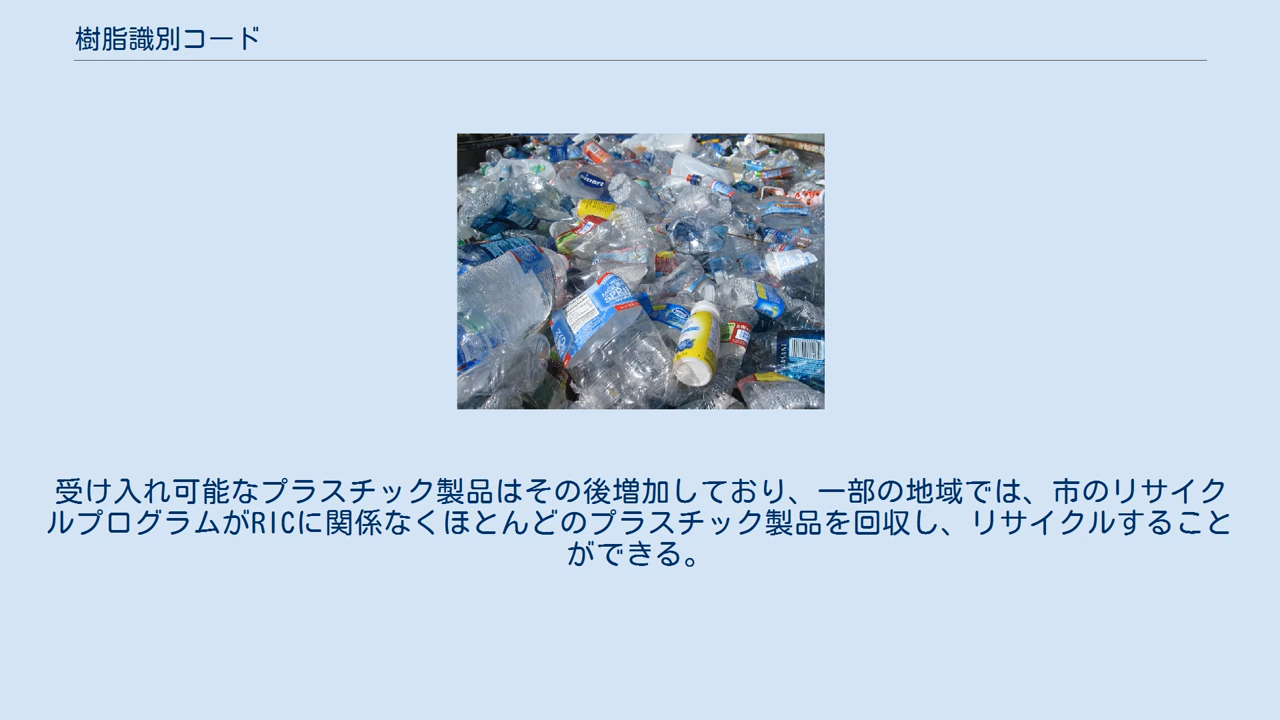 樹脂識別コード
受け入れ可能なプラスチック製品はその後増加しており、一部の地域では、市のリサイク
ルプログラムがRICに関係なくほとんどのプラスチック製品を回収し、リサイクルすること
ができる。